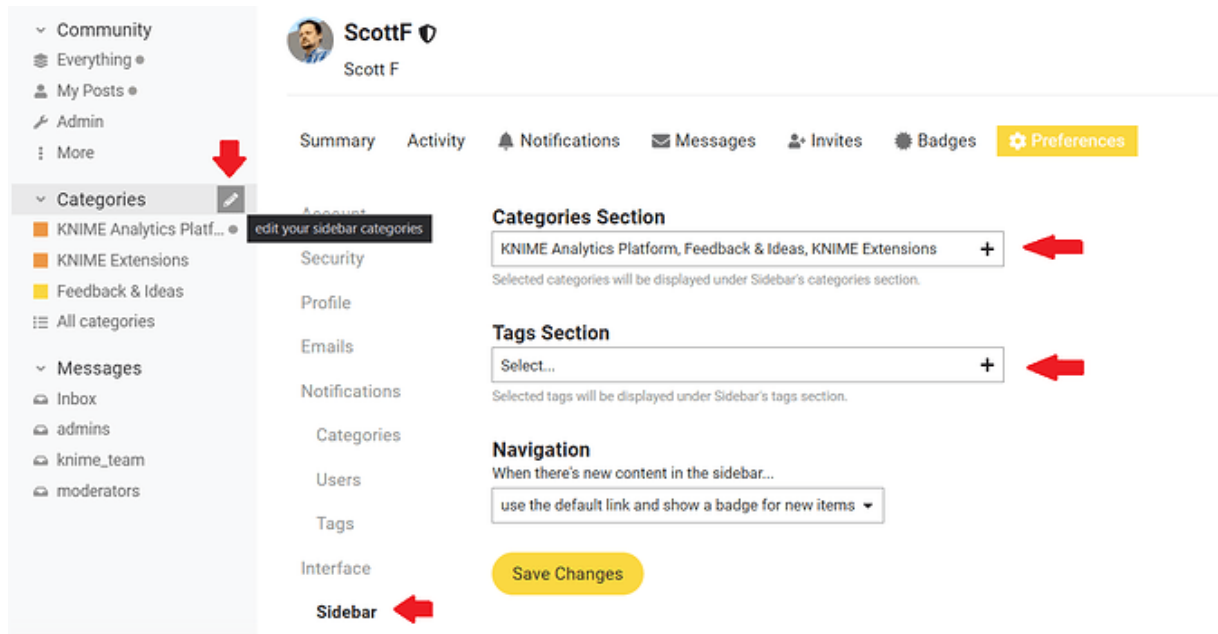 Community
Everything
My Posts
Admin
More
Categories
edit your sidebar categories
KNIME Analytics Platf...
KNIME Extensions
Feedback & Ideas
All categories
Messages
Inbox
admins
knime_team
moderators
ScottF
Scott F
Summary Activity Notifications Messages Invites Badges Preferences
Account
Security
Profile
Emails
Notifications
Categories
Users
Tags
Interface
Sidebar
Categories Section
KNIME Analytics Platform, Feedback & Ideas, KNIME Extensions +
Selected categories will be displayed under Sidebar's categories section.
Tags Section
Select... +
Selected tags will be displayed under Sidebar's tags section.
Navigation
When there's new content in the sidebar...
use the default link and show a badge for new items
Save Changes